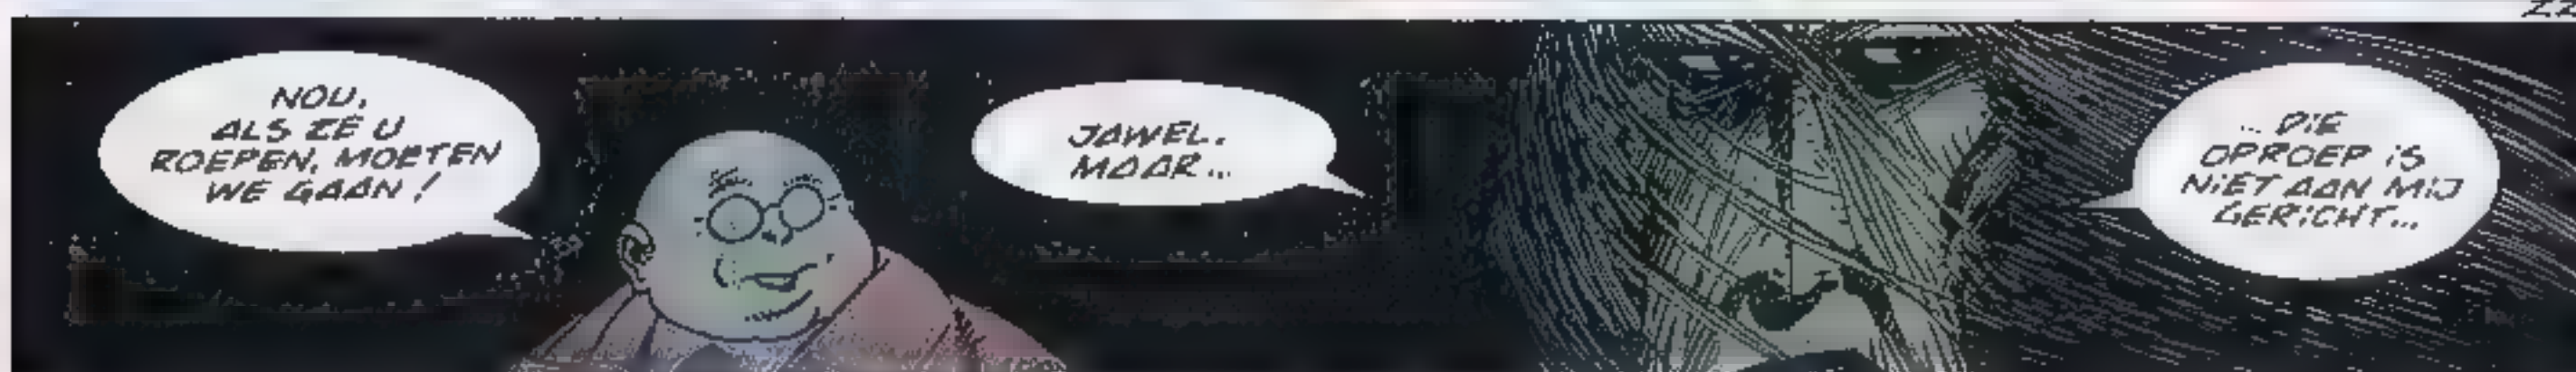 NOU,
ALS ZE U
ROEPEN, MOETEN
WE GAAN!
JAWEL.
MAAR...
... DIE
OPROEP IS
NIET AAN MIJ
GERICHT...